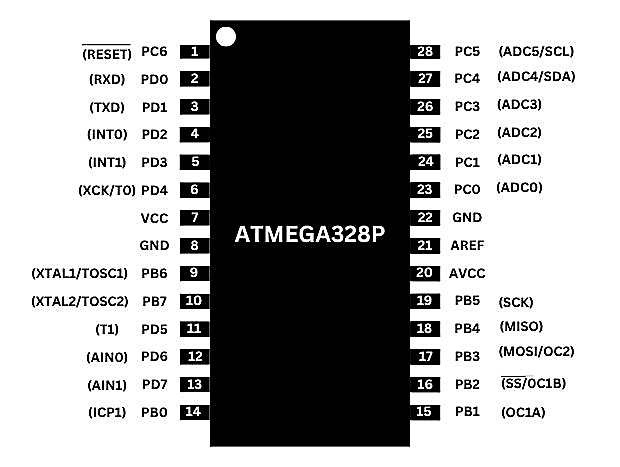 (RESET) PC6 1 28 PC5 (ADC5/SCL)
(RXD) PD0 2 27 PC4 (ADC4/SDA)
(TXD) PD1 3 26 PC3 (ADC3)
(INT0) PD2 4 25 PC2 (ADC2)
(INT1) PD3 5 24 PC1 (ADC1)
(XCK/T0) PD4 6 23 PC0 (ADC0)
VCC 7 22 GND
ATMEGA328P
GND 8 21 AREF
(XTAL1/TOSC1) PB6 9 20 AVCC
(XTAL2/TOSC2) PB7 10 19 PB5 (SCK)
(T1) PD5 11 18 PB4 (MISO)
(AIN0) PD6 12 17 PB3 (MOSI/OC2)
(AIN1) PD7 13 16 PB2 (SS/OC1B)
(ICP1) PB0 14 15 PB1 (OC1A)